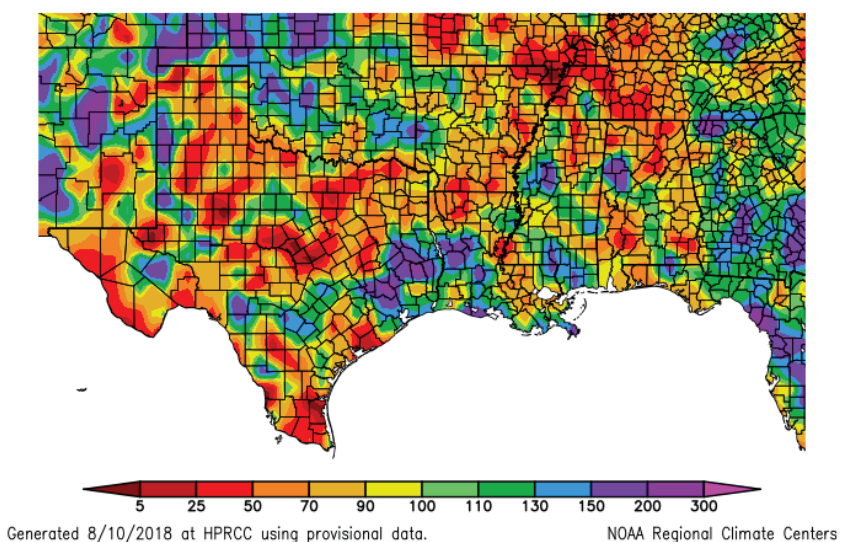 5 25 50 70 90 100 110 130 150 200 300
Generated 8/10/2018 at HPRCC using provisional data. NOAA Regional Climate Centers